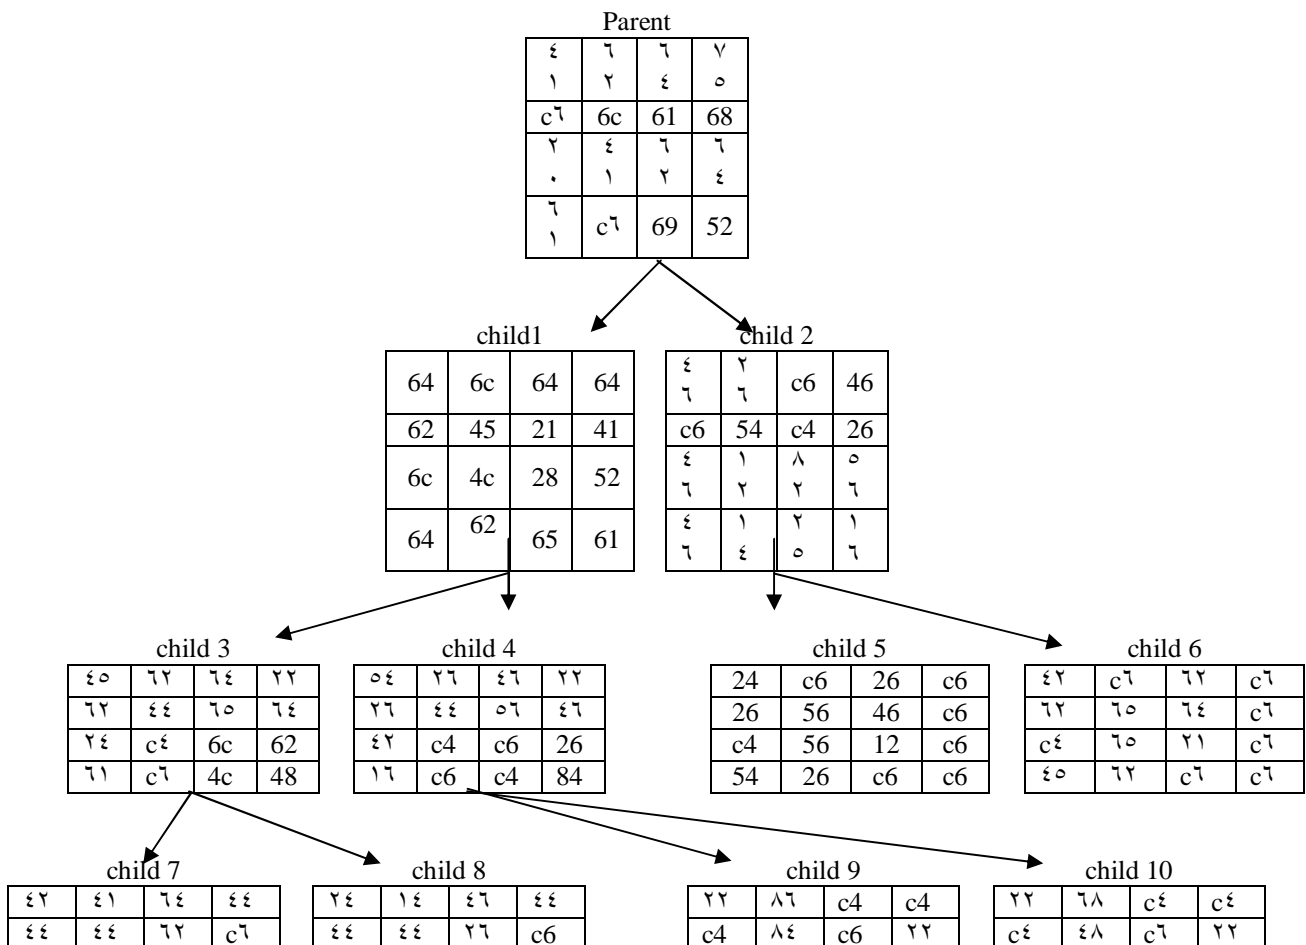 Parent
٤١ ٦٢ ٦٤ ٧٥
c٦ 6c 61 68
٢٠ ٤١ ٦٢ ٦٤
٦١ c٦ 69 52
child1 child 2
64 6c 64 64 ٤٦ ٢٦ c6 46
62 45 21 41 c6 54 c4 26
6c 4c 28 52 ٤٦ ١٢ ٨٢ ٥٦
64 62 65 61 ٤٦ ١٤ ٢٥ ١٦
child 3 child 4 child 5 child 6
٤٥ ٦٢ ٦٤ ٢٢ ٥٤ ٢٦ ٤٦ ٢٢ 24 c6 26 c6 ٤٢ c٦ ٦٢ c٦
٦٢ ٤٤ ٦٥ ٦٤ ٢٦ ٤٤ ٥٦ ٤٦ 26 56 46 c6 ٦٢ ٦٥ ٦٤ c٦
٢٤ c٤ 6c 62 ٤٢ c4 c6 26 c4 56 12 c6 c٤ ٦٥ ٢١ c٦
٦١ c٦ 4c 48 ١٦ c6 c4 84 54 26 c6 c6 ٤٥ ٦٢ c٦ c٦
child 7 child 8 child 9 child 10
٤٢ ٤١ ٦٤ ٤٤ ٢٤ ١٤ ٤٦ ٤٤ ٢٢ ٨٦ c4 c4 ٢٢ ٦٨ c٤ c٤
٤٤ ٤٤ ٦٢ c٦ ٤٤ ٤٤ ٢٦ c6 c4 ٨٤ c6 ٢٢ c٤ ٤٨ c٦ ٢٢